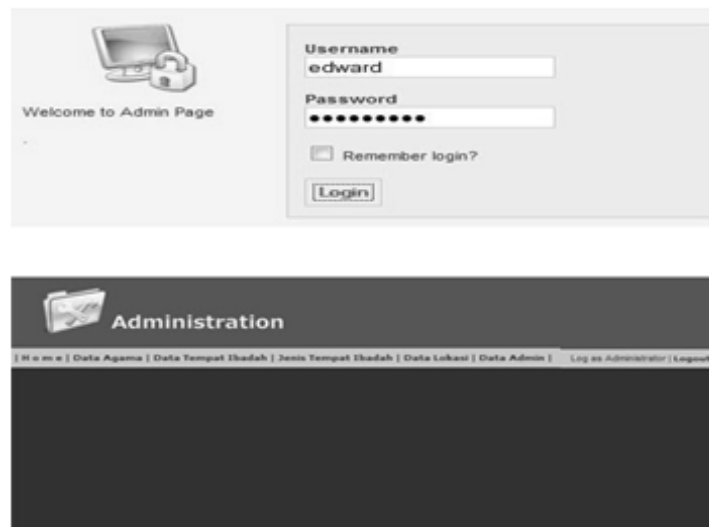 Username
edward
Welcome to Admin Page
Password
•••••••••
Remember login?
Login
Administration
| H o m e | Data Agama | Data Tempat Ibadah | Jenis Tempat Ibadah | Data Lokasi | Data Admin |
Log as Administrator | Logout